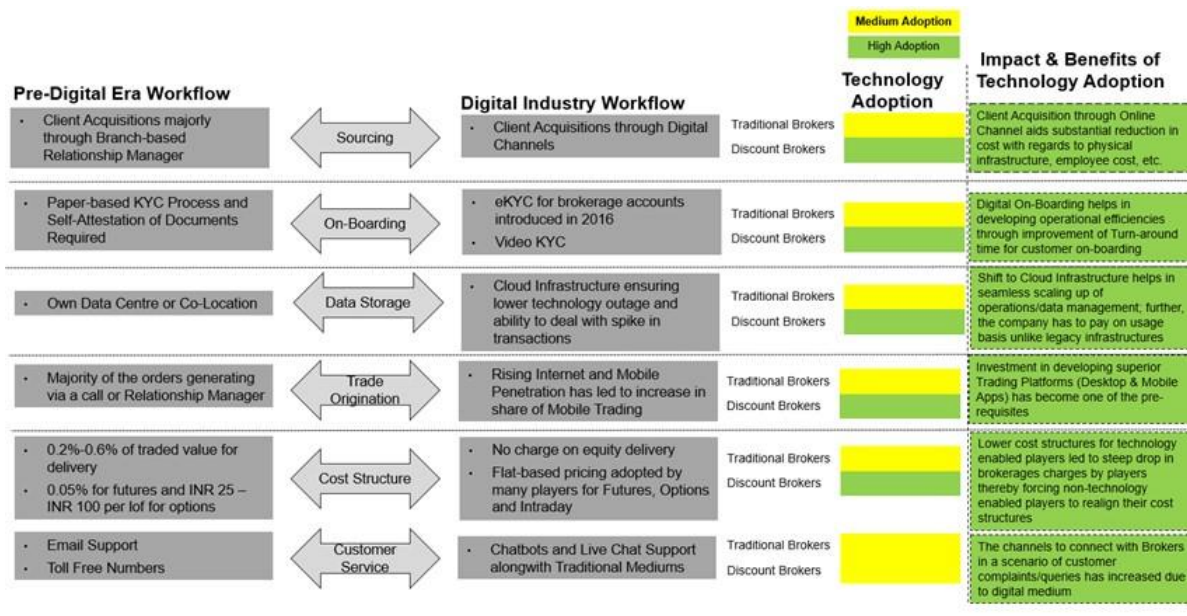 Medium Adoption
High Adoption
Pre-Digital Era Workflow
Digital Industry Workflow
Technology
Adoption
Impact & Benefits of
Technology Adoption
• Client Acquisitions majorly
through Branch-based
Relationship Manager
Sourcing
• Client Acquisitions through Digital
Channels
Traditional Brokers
Discount Brokers
Client Acquisition through Online
Channel aids substantial reduction in
cost with regards to physical
infrastructure, employee cost, etc.
• Paper-based KYC Process and
Self-Attestation of Documents
Required
On-Boarding
• eKYC for brokerage accounts
introduced in 2016
• Video KYC
Traditional Brokers
Discount Brokers
Digital On-Boarding helps in
developing operational efficiencies
through improvement of Turn-around
time for customer on-boarding
• Own Data Centre or Co-Location
Data Storage
• Cloud Infrastructure ensuring
lower technology outage and
ability to deal with spike in
transactions
Traditional Brokers
Discount Brokers
Shift to Cloud Infrastructure helps in
seamless scaling up of
operations/data management; further,
the company has to pay on usage
basis unlike legacy infrastructures
• Majority of the orders generating
via a call or Relationship Manager
Trade
Origination
• Rising Internet and Mobile
Penetration has led to increase in
share of Mobile Trading
Traditional Brokers
Discount Brokers
Investment in developing superior
Trading Platforms (Desktop & Mobile
Apps) has become one of the pre-
requisites
• 0.2%-0.6% of traded value for
delivery
• 0.05% for futures and INR 25 –
INR 100 per lof for options
Cost Structure
• No charge on equity delivery
• Flat-based pricing adopted by
many players for Futures, Options
and Intraday
Traditional Brokers
Discount Brokers
Lower cost structures for technology
enabled players led to steep drop in
brokerages charges by players
thereby forcing non-technology
enabled players to realign their cost
structures
• Email Support
• Toll Free Numbers
Customer
Service
• Chatbots and Live Chat Support
alongwith Traditional Mediums
Traditional Brokers
Discount Brokers
The channels to connect with Brokers
in a scenario of customer
complaints/queries has increased due
to digital medium